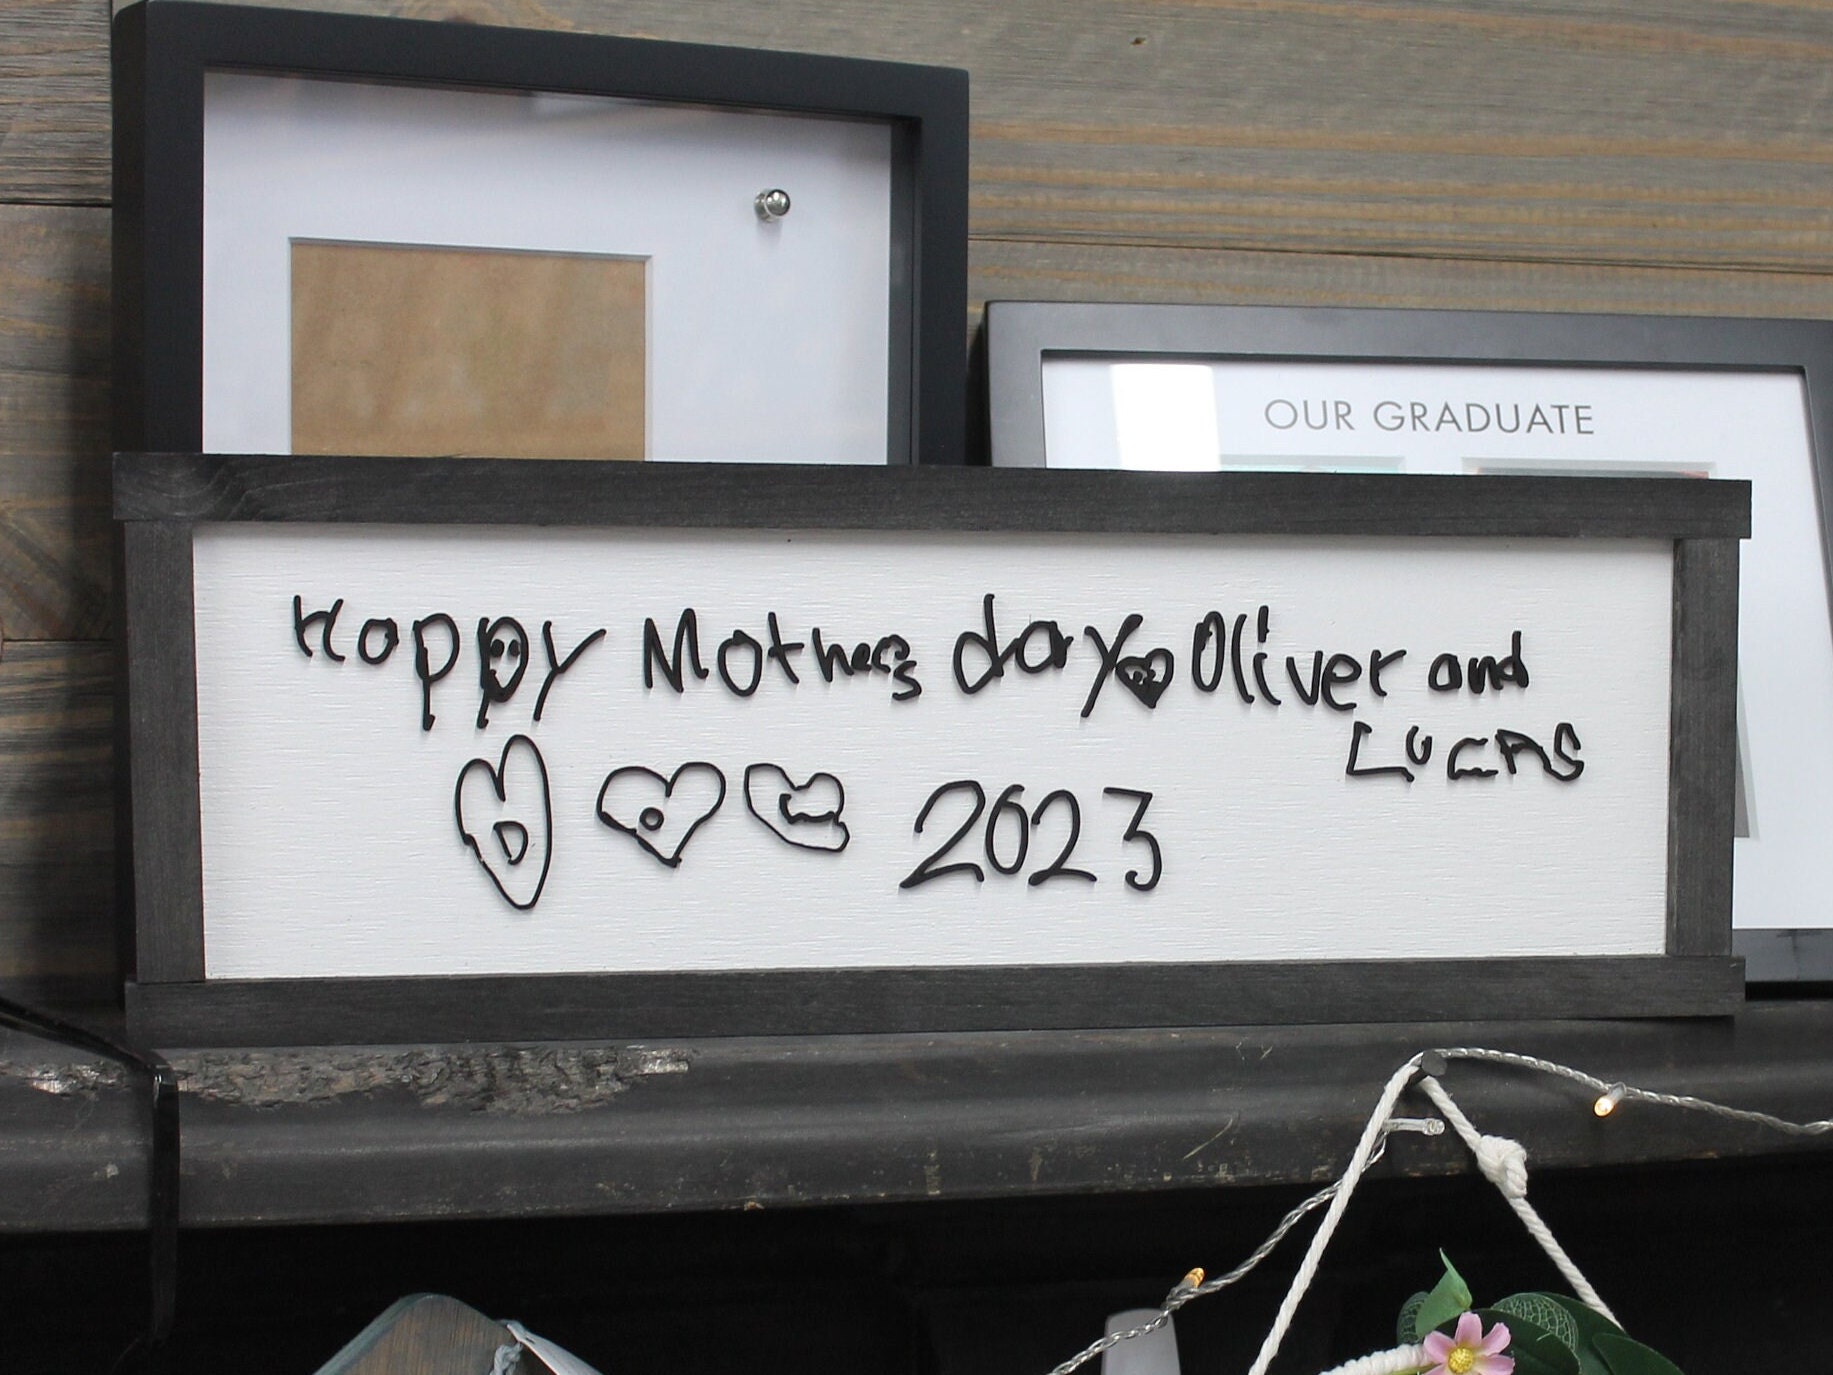 OUR GRADUATE
Happy Mothers day Oliver and
LUCAS
D O L 2023